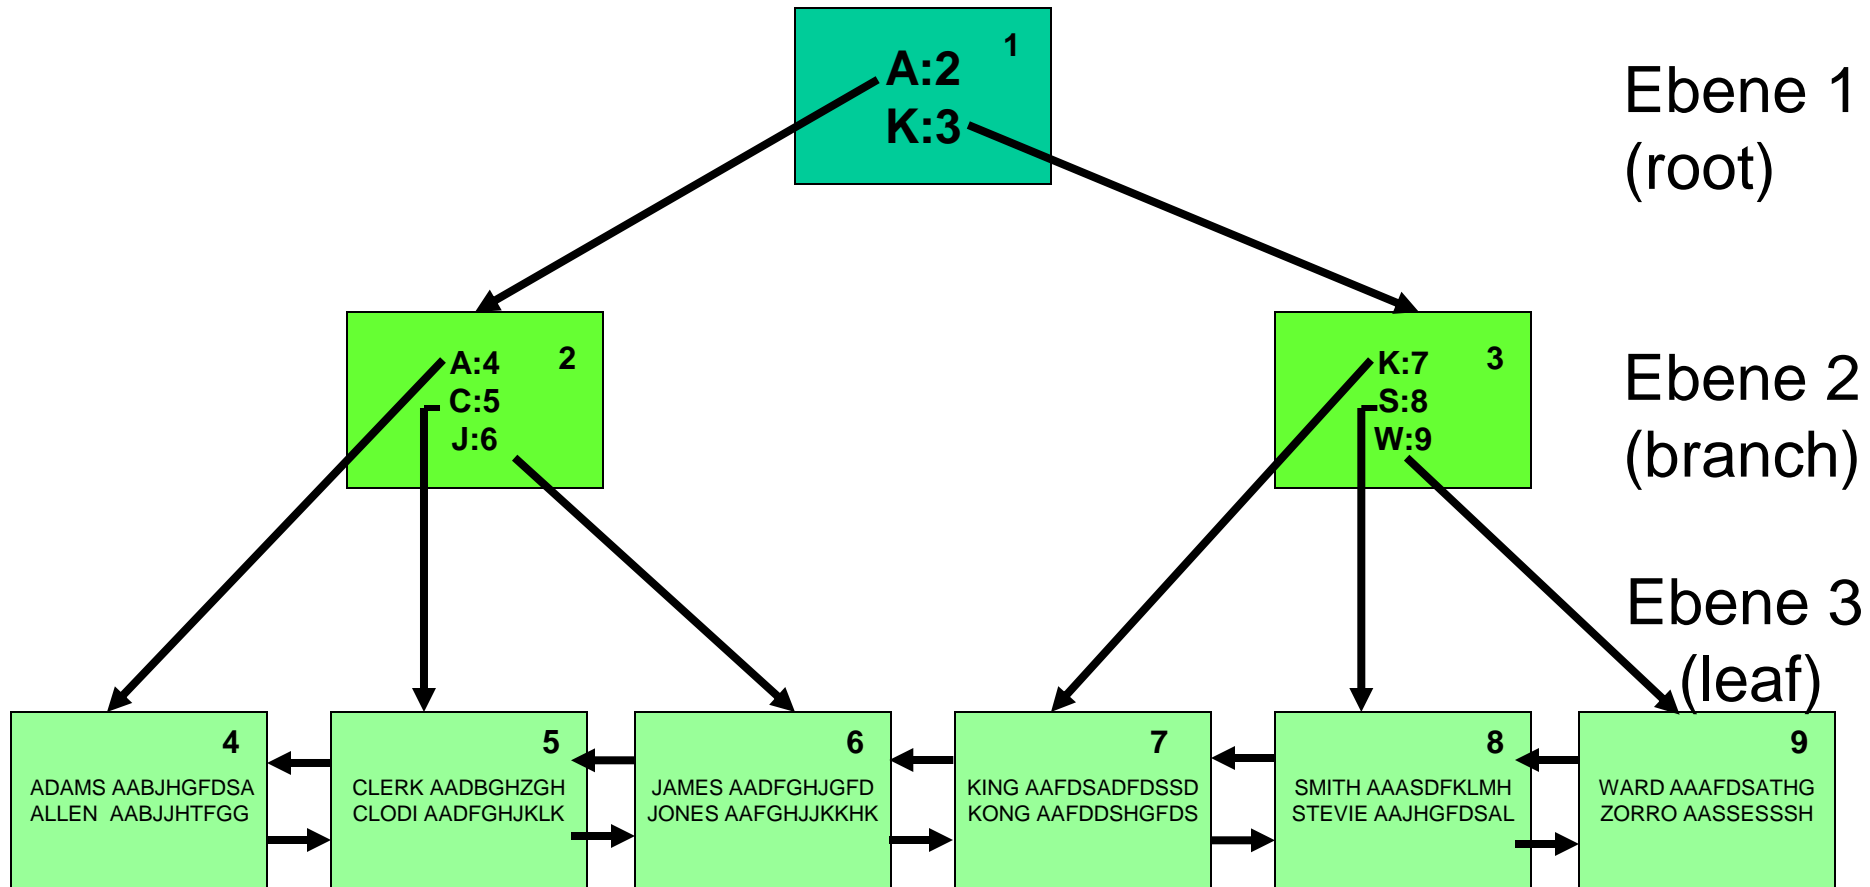 1
A:2
K:3
Ebene 1
(root)
2
A:4
C:5
J:6
3
K:7
S:8
W:9
Ebene 2
(branch)
Ebene 3
(leaf)
4
ADAMS AABJHGFDSA
ALLEN AABJJHTFGG
5
CLERK AADBGHZGH
CLODI AADFGHJKLK
6
JAMES AADFGHJGFD
JONES AAFGHJJKKHK
7
KING AAFDSADFDSSD
KONG AAFDDSHGFDS
8
SMITH AAASDFKLMH
STEVIE AAJHGFDSAL
9
WARD AAAFDSATHG
ZORRO AASSESSSH